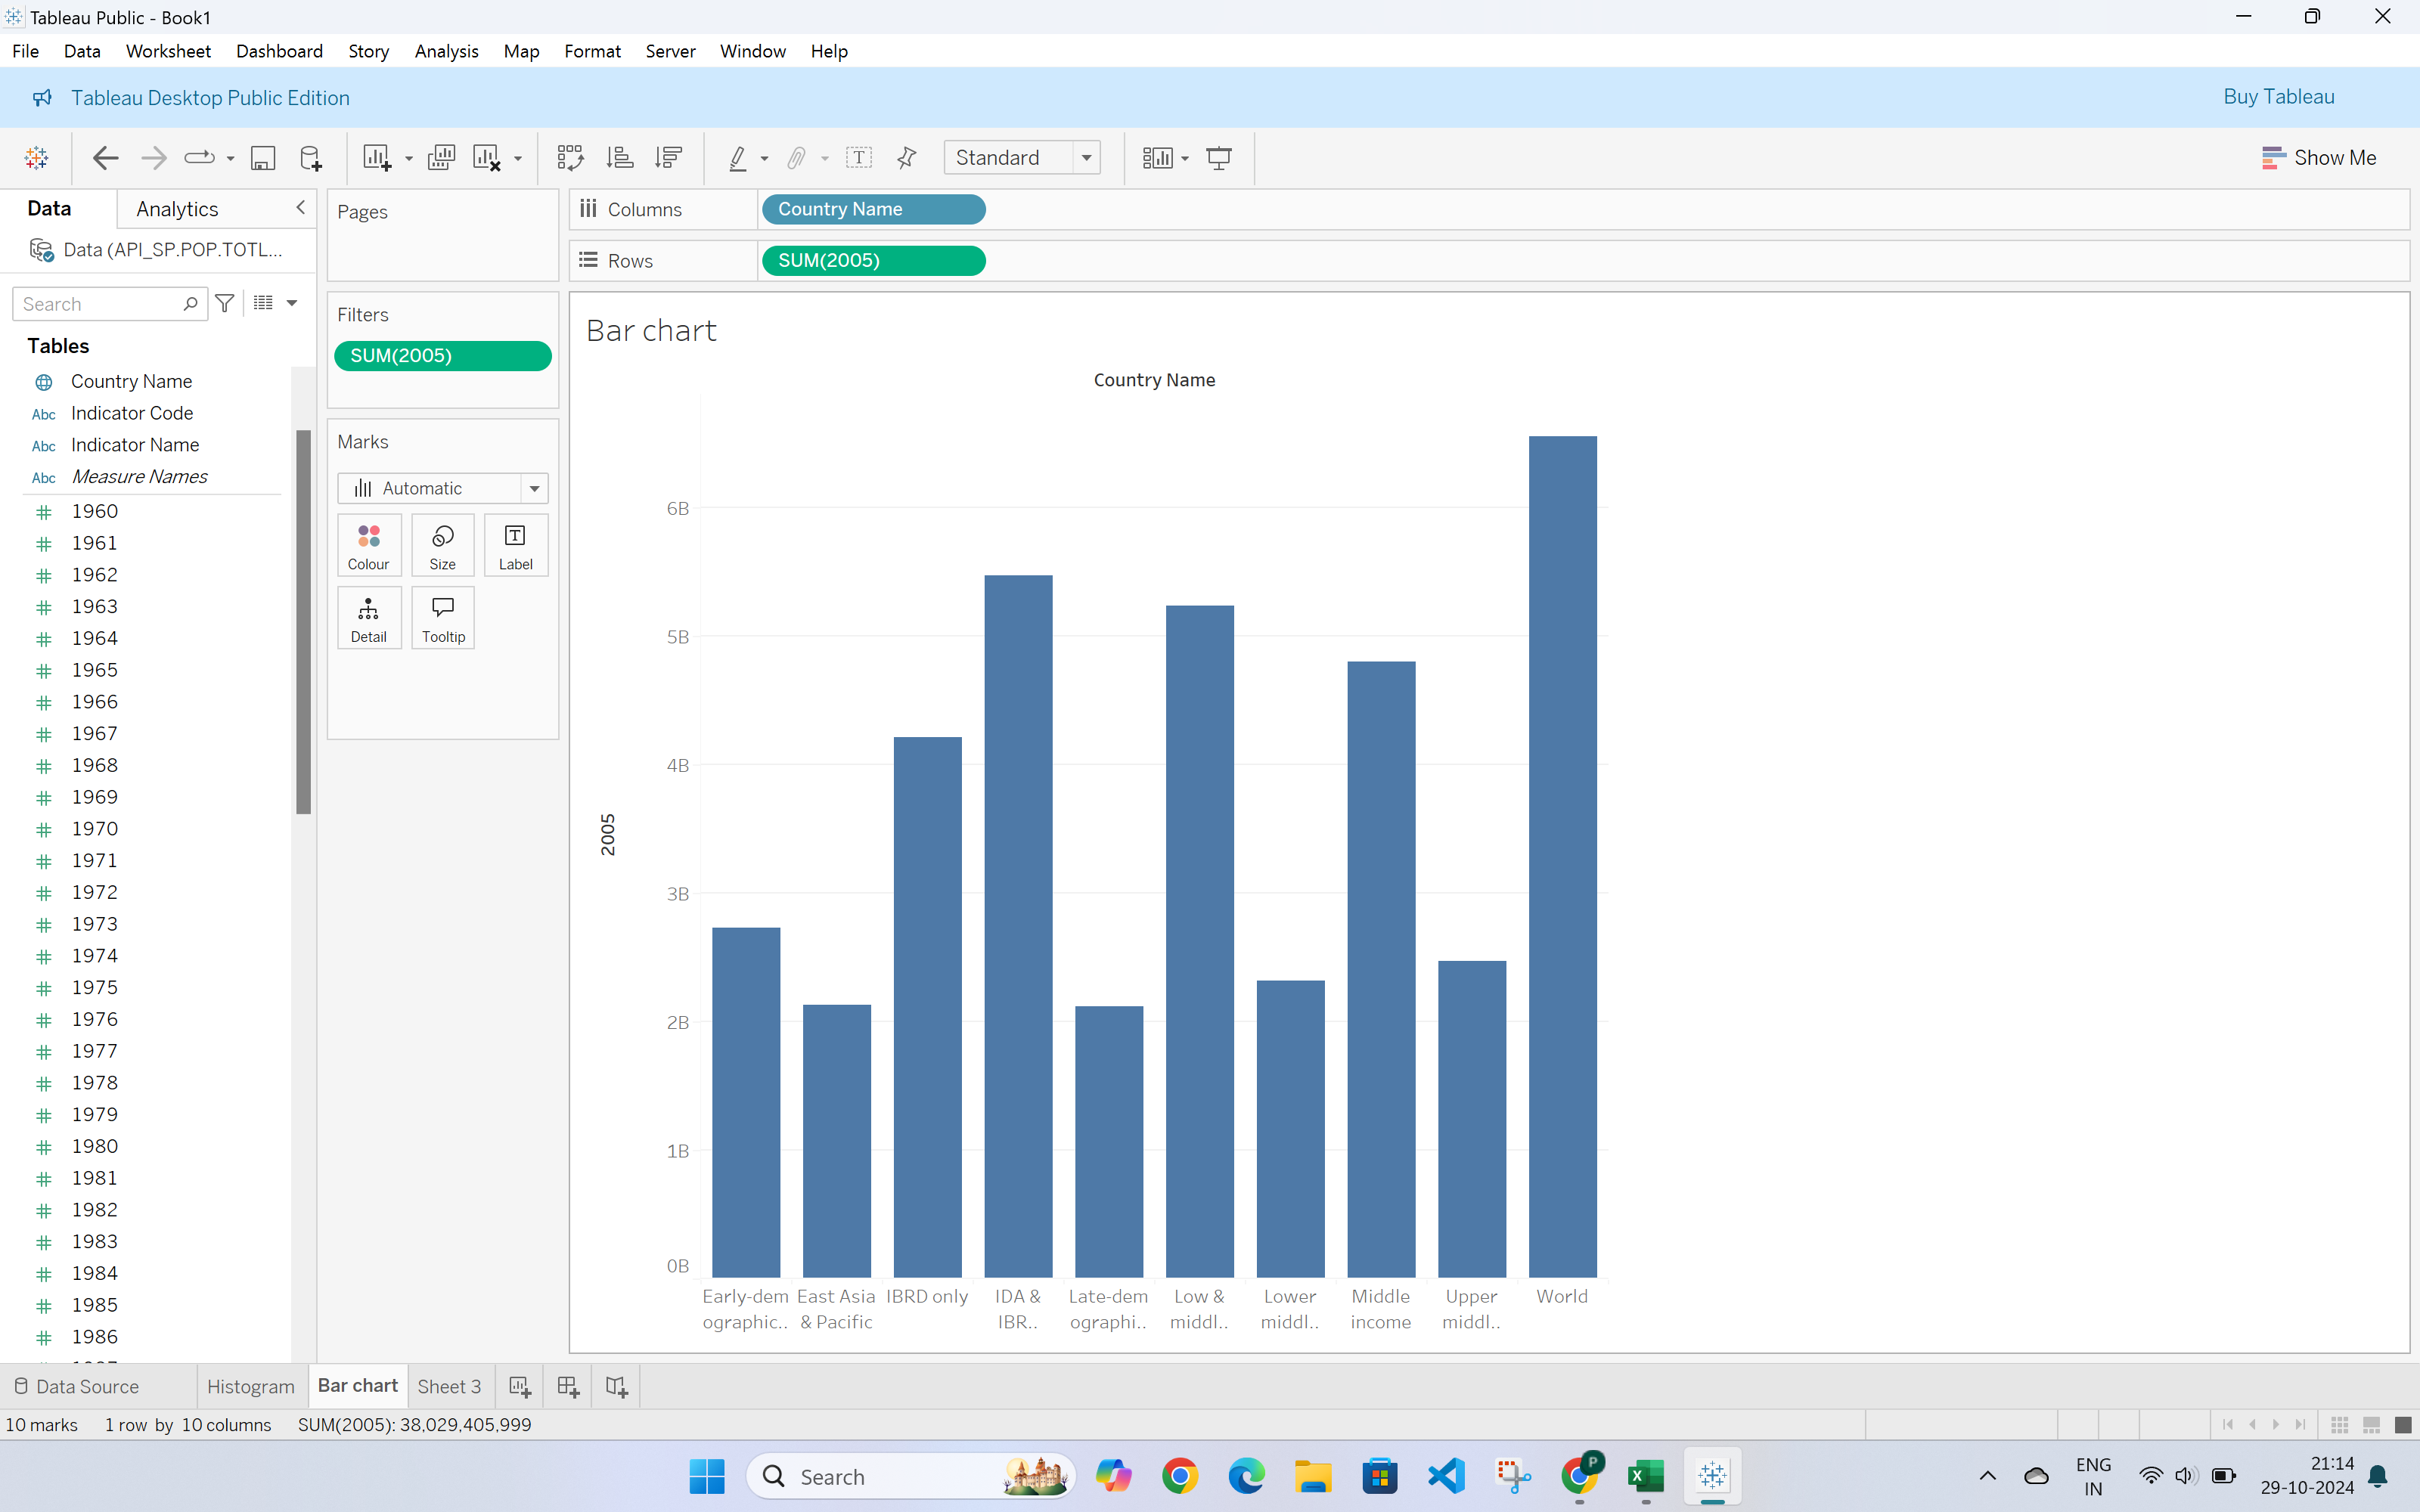 Tableau Public - Book1
File Data Worksheet Dashboard Story Analysis Map Format Server Window Help
Tableau Desktop Public Edition
Buy Tableau
Standard
Show Me
Data
Analytics
Data (API_SP.POP.TOTL...
Search
Tables
Country Name
Abc Indicator Code
Abc Indicator Name
Abc Measure Names
1960
1961
1962
1963
1964
1965
1966
1967
1968
1969
1970
1971
1972
1973
1974
1975
1976
1977
1978
1979
1980
1981
1982
1983
1984
1985
1986
Pages
Filters
SUM(2005)
Marks
Automatic
Colour
Size
Label
Detail
Tooltip
Columns
Country Name
Rows
SUM(2005)
Bar chart
Country Name
6B
5B
4B
3B
2B
1B
0B
2005
Early-dem
ographic..
East Asia
& Pacific
IBRD only
IDA &
IBR..
Late-dem
ographi..
Low &
middl..
Lower
middl..
Middle
income
Upper
middl..
World
Data Source
Histogram
Bar chart
Sheet 3
10 marks 1 row by 10 columns SUM(2005): 38,029,405,999
Search
P
ENG
IN
21:14
29-10-2024